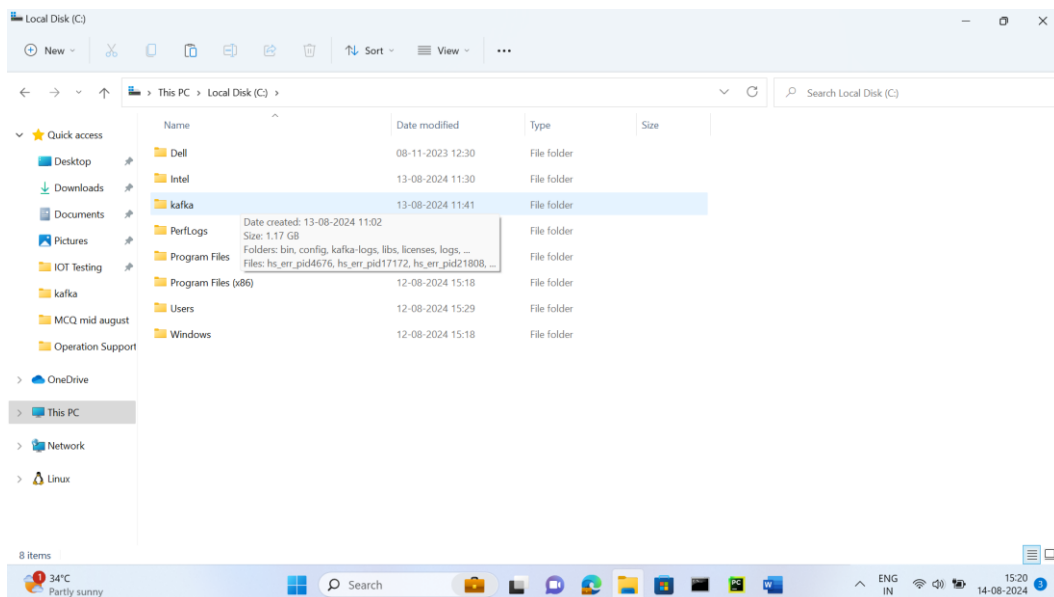 Local Disk (C:)
New Sort View ...
This PC > Local Disk (C:) > Search Local Disk (C:)
Name Date modified Type Size
Quick access
Desktop
Downloads
Documents
Pictures
IOT Testing
kafka
MCQ mid august
Operation Support
OneDrive
This PC
Network
Linux
Dell 08-11-2023 12:30 File folder
Intel 13-08-2024 11:30 File folder
kafka 13-08-2024 11:41 File folder
PerfLogs File folder
Program Files File folder
Program Files (x86) 12-08-2024 15:18 File folder
Users 12-08-2024 15:29 File folder
Windows 12-08-2024 15:18 File folder
Date created: 13-08-2024 11:02
Size: 1.17 GB
Folders: bin, config, kafka-logs, libs, licenses, logs, ...
Files: hs_err_pid4676, hs_err_pid17172, hs_err_pid21808, ...
8 items
1
34°C
Partly sunny
Search
PC
W
ENG
IN
15:20
14-08-2024
3